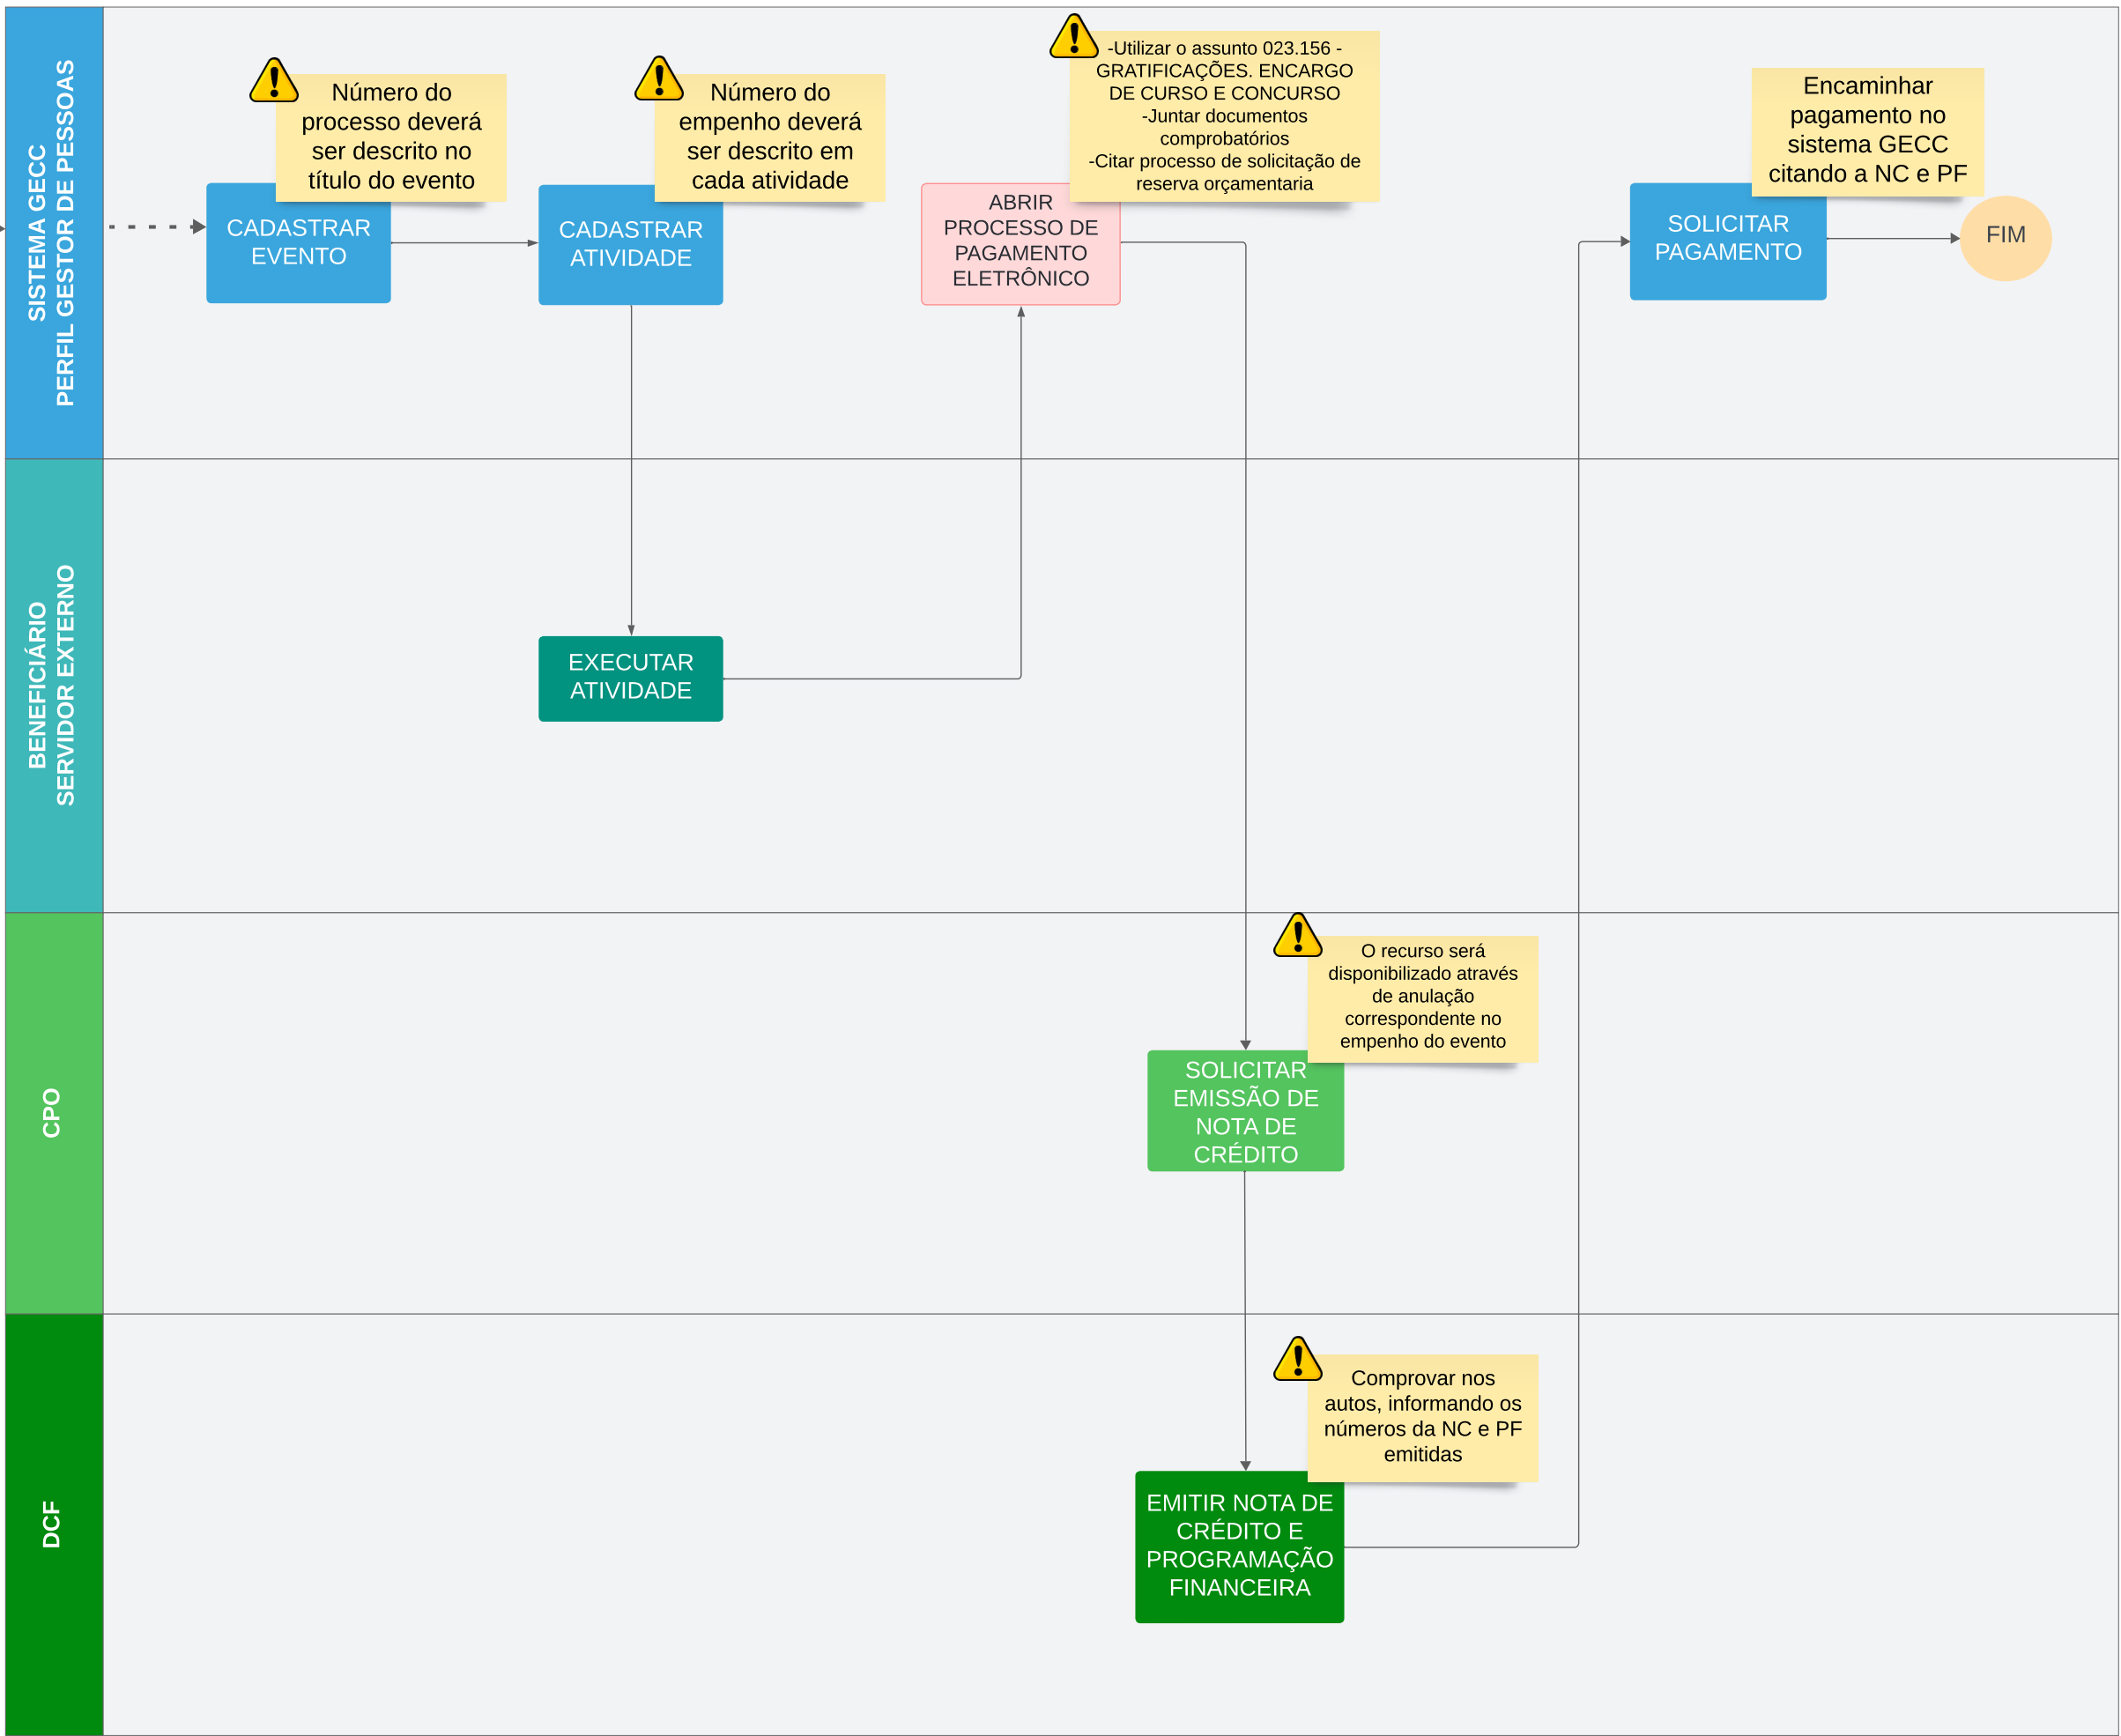 SISTEMA GECC
PERFIL GESTOR DE PESSOAS
Número do
processo deverá
ser descrito no
título do evento
CADASTRAR
EVENTO
Número do
empenho deverá
ser descrito em
cada atividade
CADASTRAR
ATIVIDADE
-Utilizar o assunto 023.156 -
GRATIFICAÇÕES. ENCARGO
DE CURSO E CONCURSO
-Juntar documentos
comprobatórios
-Citar processo de solicitação de
reserva orçamentaria
ABRIR
PROCESSO DE
PAGAMENTO
ELETRÔNICO
Encaminhar
pagamento no
sistema GECC
citando a NC e PF
SOLICITAR
PAGAMENTO
FIM
BENEFICIÁRIO
SERVIDOR EXTERNO
EXECUTAR
ATIVIDADE
CPO
O recurso será
disponibilizado através
de anulação
correspondente no
empenho do evento
SOLICITAR
EMISSÃO DE
NOTA DE
CRÉDITO
DCF
Comprovar nos
autos, informando os
números da NC e PF
emitidas
EMITIR NOTA DE
CRÉDITO E
PROGRAMAÇÃO
FINANCEIRA